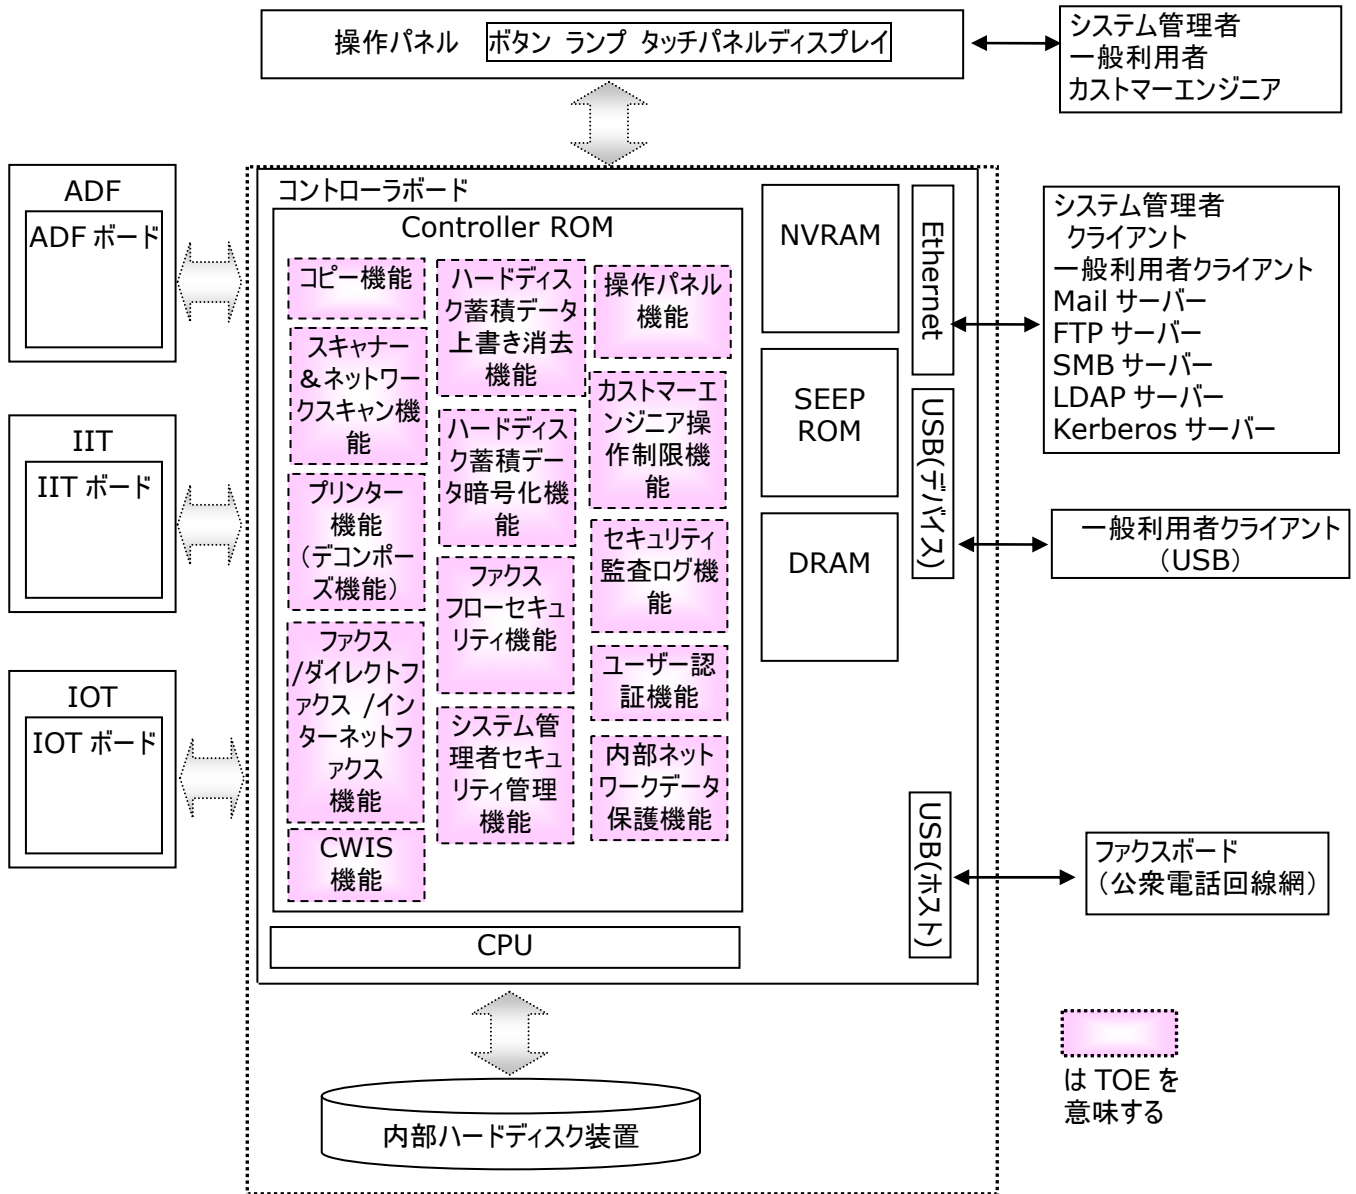 操作パネル ボタン ランプ タッチパネルディスプレイ
システム管理者
一般利用者
カストマーエンジニア
ADF
ADF ボード
IIT
IIT ボード
IOT
IOT ボード
コントローラボード
Controller ROM
コピー機能
スキャナー
&ネットワー
クスキャン機
能
プリンター
機能
(デコンポー
ズ機能)
ファクス
/ダイレクトフ
ァクス /イン
ターネットフ
ァクス
機能
CWIS
機能
ハードディス
ク蓄積データ
上書き消去
機能
ハードディス
ク蓄積デー
タ暗号化機
能
ファクス
フローセキュ
リティ機能
システム管
理者セキュ
リティ管理
機能
操作パネル
機能
カストマーエ
ンジニア操
作制限機
能
セキュリティ
監査ログ機
能
ユーザー認
証機能
内部ネット
ワークデータ
保護機能
CPU
NVRAM
SEEP
ROM
DRAM
Ethernet
USB(デバイス)
USB(ホスト)
システム管理者
クライアント
一般利用者クライアント
Mail サーバー
FTP サーバー
SMB サーバー
LDAP サーバー
Kerberos サーバー
一般利用者クライアント
(USB)
ファクスボード
(公衆電話回線網)
内部ハードディスク装置
は TOE を
意味する